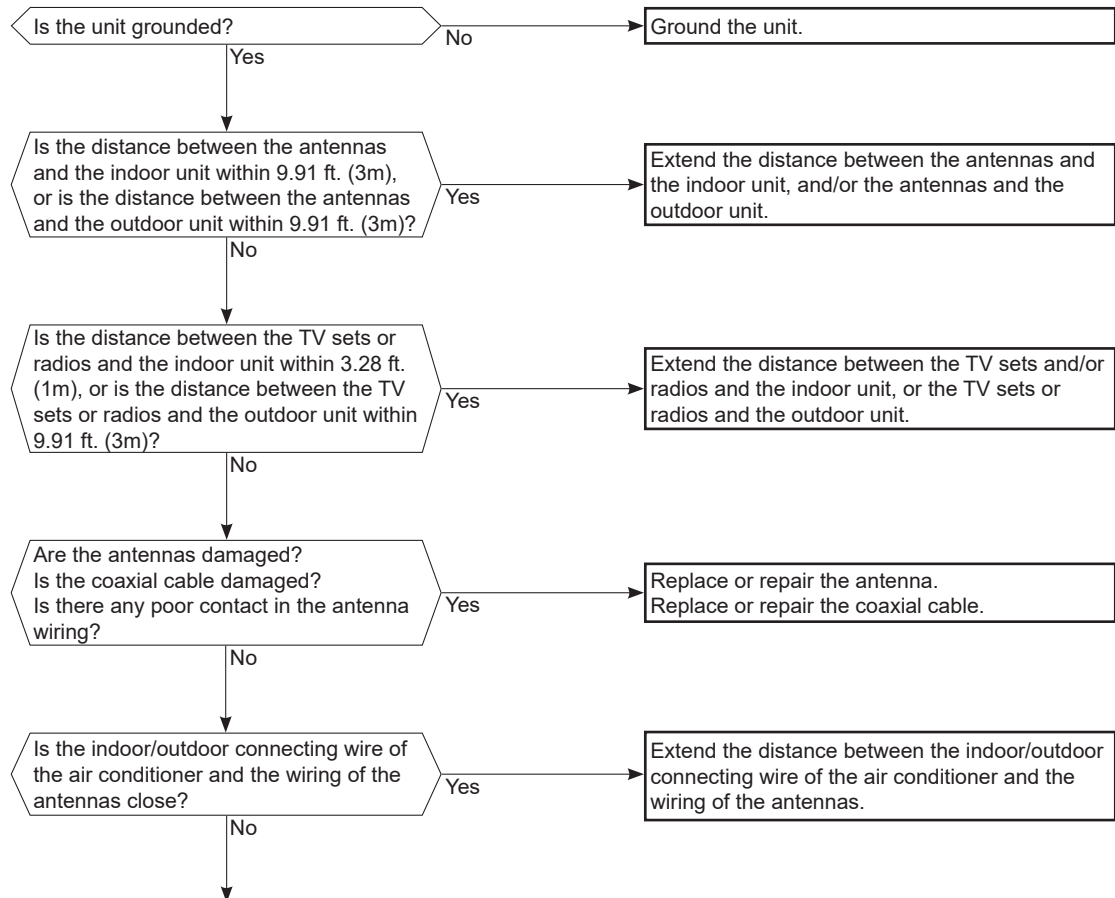 Is the unit grounded?
No
Ground the unit.
Yes
Is the distance between the antennas
and the indoor unit within 9.91 ft. (3m),
or is the distance between the antennas
and the outdoor unit within 9.91 ft. (3m)?
Yes
Extend the distance between the antennas and
the indoor unit, and/or the antennas and the
outdoor unit.
No
Is the distance between the TV sets or
radios and the indoor unit within 3.28 ft.
(1m), or is the distance between the TV
sets or radios and the outdoor unit within
9.91 ft. (3m)?
Yes
Extend the distance between the TV sets and/or
radios and the indoor unit, or the TV sets or
radios and the outdoor unit.
No
Are the antennas damaged?
Is the coaxial cable damaged?
Is there any poor contact in the antenna
wiring?
Yes
Replace or repair the antenna.
Replace or repair the coaxial cable.
No
Is the indoor/outdoor connecting wire of
the air conditioner and the wiring of the
antennas close?
Yes
Extend the distance between the indoor/outdoor
connecting wire of the air conditioner and the
wiring of the antennas.
No